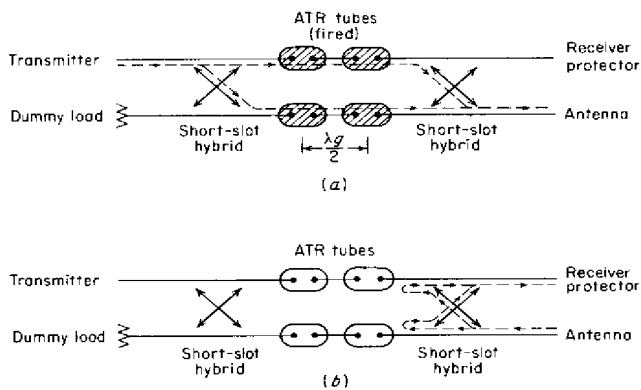 ATR tubes
(fired)
Transmitter
Receiver
protector
Dummy load
Antenna
Short-slot
hybrid
Short-slot
hybrid
λg
2
(a)
ATR tubes
Transmitter
Receiver
protector
Dummy load
Antenna
Short-slot
hybrid
Short-slot
hybrid
(b)